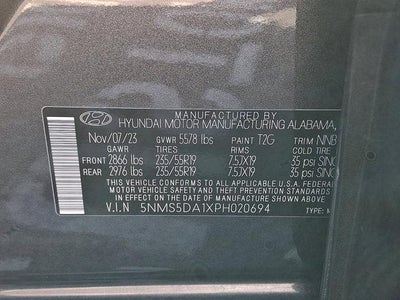 MANUFACTURED BY
HYUNDAI MOTOR MANUFACTURING ALABAMA,
Nov/07/23 GVWR 5578 lbs PAINT T2G TRIM NNB
GAWR TIRES RIMS COLD TIRE
FRONT 2866 lbs 235/55R19 7.5JX19 35 psi SING
REAR 2976 lbs 235/55R19 7.5JX19 35 psi SING
THIS VEHICLE CONFORMS TO ALL APPLICABLE U.S.A. FEDERAL
MOTOR VEHICLE SAFETY AND THEFT PREVENTION STANDARDS
IN EFFECT ON THE DATE OF MANUFACTURE SHOWN ABOVE.
V.I.N 5NMS5DA1XPH020694 TYPE: M